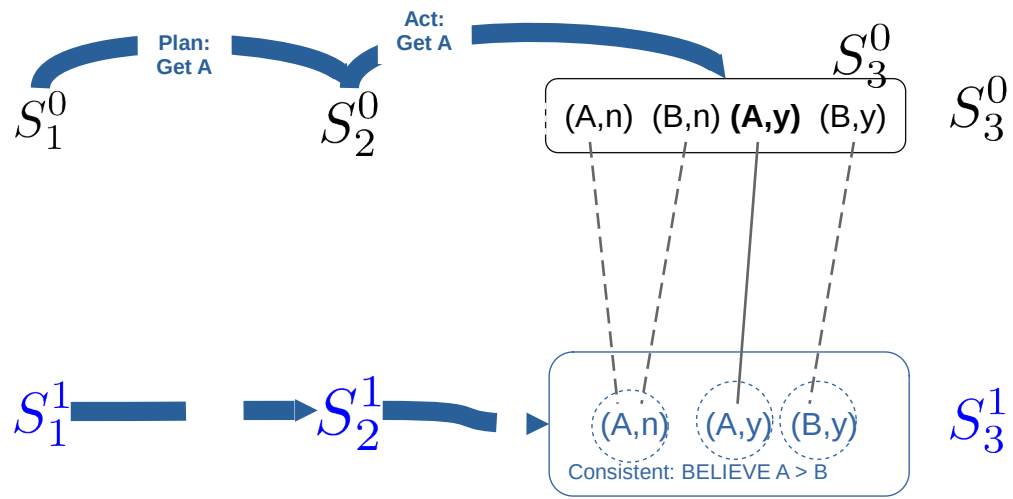 Plan:
Get A
Act:
Get A
S_1^0
S_2^0
S_3^0
S_3^0
(A,n) (B,n) (A,y) (B,y)
S_1^1
S_2^1
(A,n) (A,y) (B,y)
Consistent: BELIEVE A > B
S_3^1